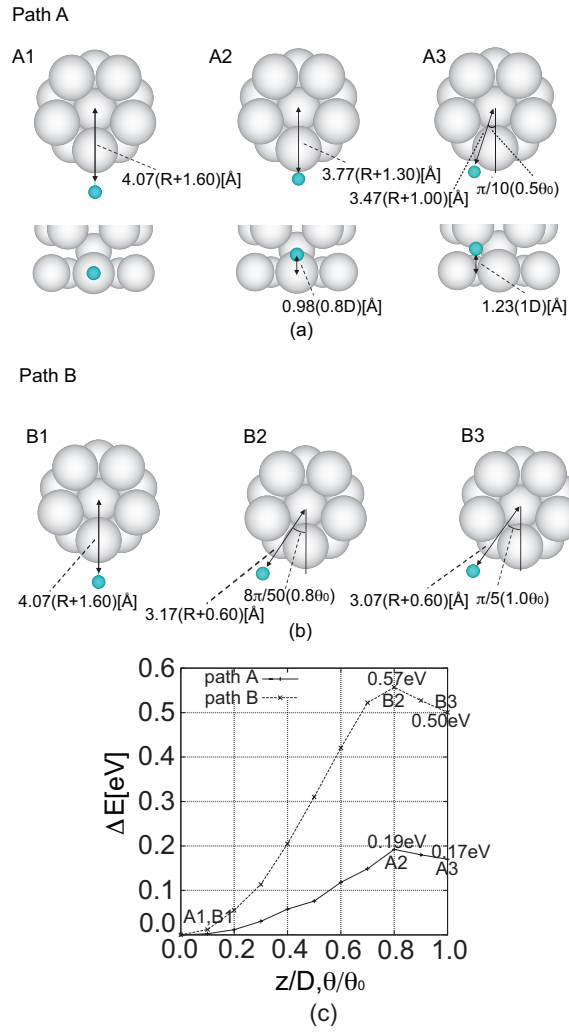 Path A
A1
A2
A3
4.07(R+1.60)[Å]
3.77(R+1.30)[Å]
3.47(R+1.00)[Å]
π/10(0.5θ₀)
0.98(0.8D)[Å]
1.23(1D)[Å]
(a)
Path B
B1
B2
B3
4.07(R+1.60)[Å]
3.17(R+0.60)[Å]
8π/50(0.8θ₀)
3.07(R+0.60)[Å]
π/5(1.0θ₀)
(b)
0.6
0.5
0.4
0.3
0.2
0.1
0.0
ΔE[eV]
path A
path B
0.57eV
B2
B3
0.50eV
0.19eV
A2
0.17eV
A3
A1,B1
0.0 0.2 0.4 0.6 0.8 1.0
z/D,θ/θ₀
(c)